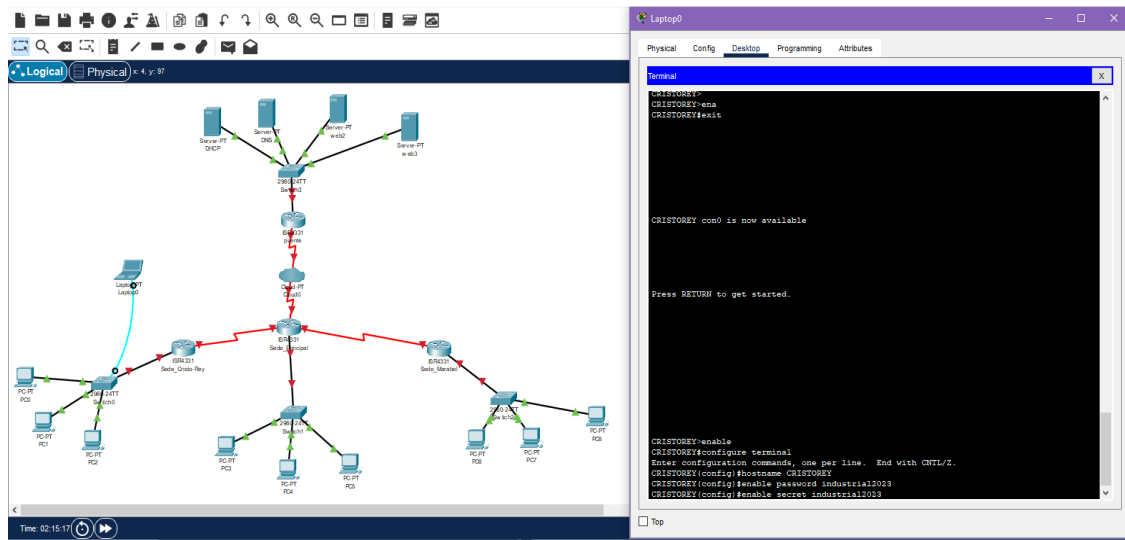 Logical
Physical
x: 4, y: 97
Server-PT
DHCP
Server-PT
DNS
Server-PT
web2
Server-PT
web3
2960-24TT
Switch3
ISR4331
puente
Cloud-PT
Cloud0
Laptop-PT
Laptop0
ISR4331
Sede_Cristo-Rey
ISR4331
ISR4331
Sede_Marabel
PC-PT
PC0
2960-24TT
Switch0
PC-PT
PC1
PC-PT
PC2
2960-24TT
Switch1
PC-PT
PC3
PC-PT
PC4
PC-PT
PC5
2960-24TT
Switch2
PC-PT
PC6
PC-PT
PC7
PC-PT
PC8
Time: 02:15:17
Laptop0
Physical Config Desktop Programming Attributes
Terminal
X
CRISTOREY>
CRISTOREY>ena
CRISTOREY#exit
CRISTOREY con0 is now available
Press RETURN to get started.
CRISTOREY>enable
CRISTOREY#configure terminal
Enter configuration commands, one per line. End with CNTL/Z.
CRISTOREY(config)#hostname CRISTOREY
CRISTOREY(config)#enable password industrial2023
CRISTOREY(config)#enable secret industrial2023
Top